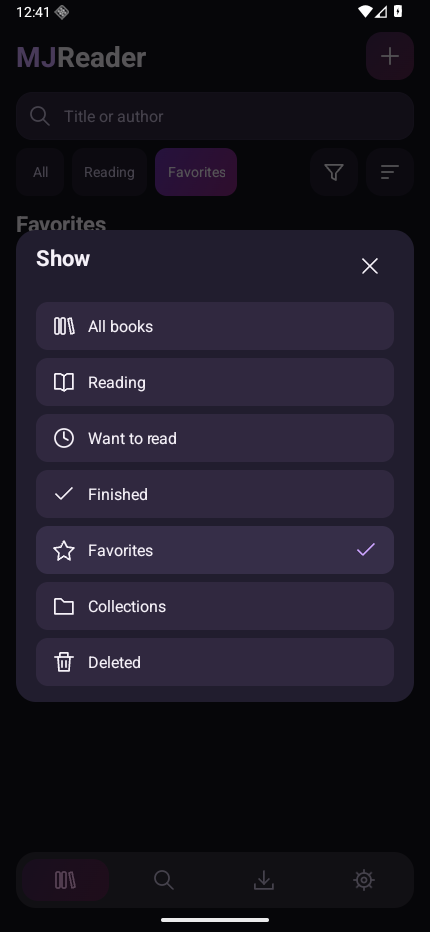 12:41
MJReader
Title or author
All Reading Favorites
Favorites
Show
All books
Reading
Want to read
Finished
Favorites
Collections
Deleted